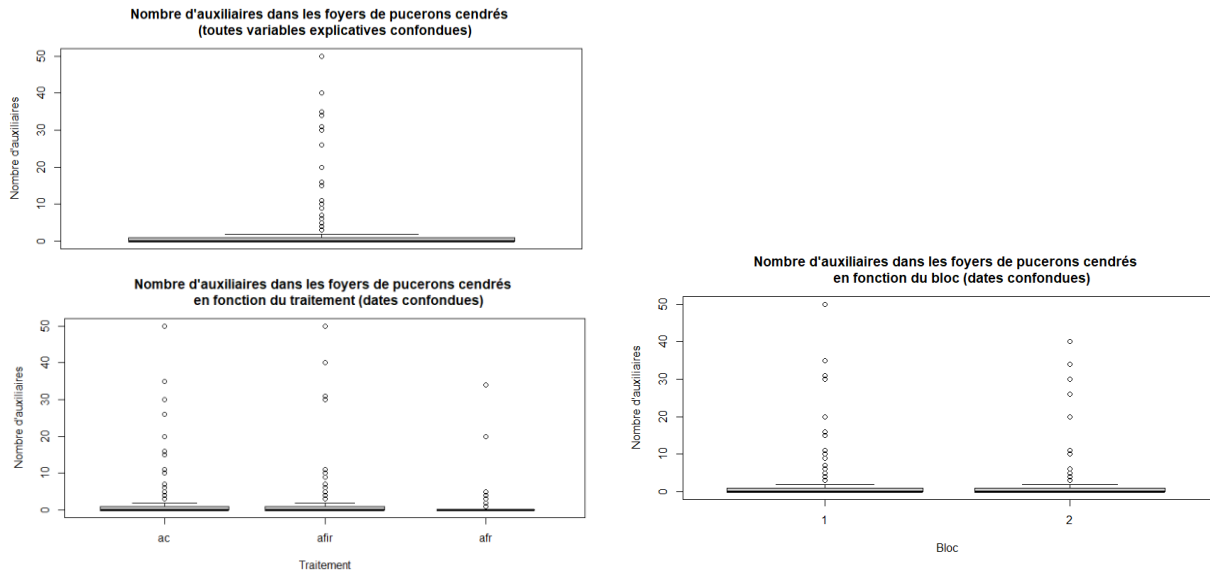 Nombre d'auxiliaires dans les foyers de pucerons cendrés
(toutes variables explicatives confondues)
Nombre d'auxiliaires
50
40
30
20
10
0
Nombre d'auxiliaires dans les foyers de pucerons cendrés
en fonction du traitement (dates confondues)
Nombre d'auxiliaires
50
40
30
20
10
0
ac afir afr
Traitement
Nombre d'auxiliaires dans les foyers de pucerons cendrés
en fonction du bloc (dates confondues)
Nombre d'auxiliaires
50
40
30
20
10
0
1 2
Bloc